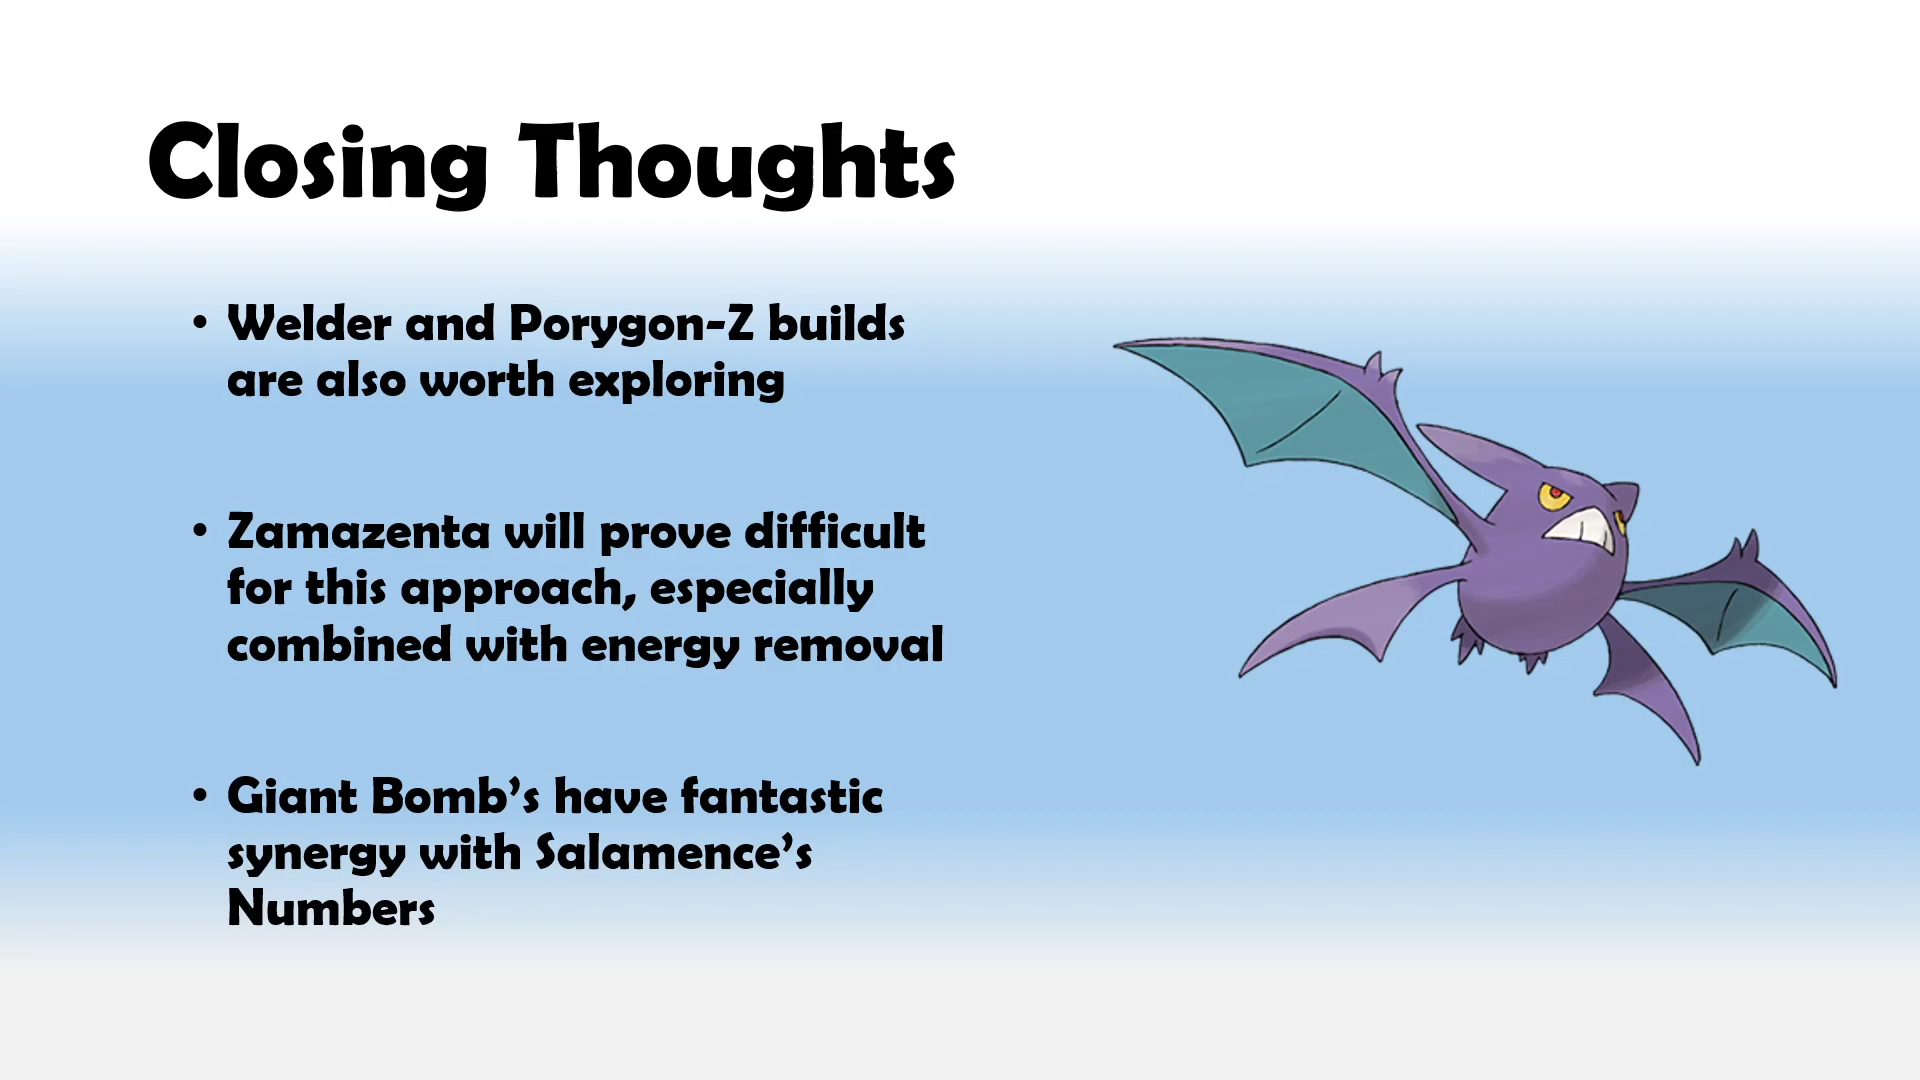 Closing Thoughts
• Welder and Porygon-Z builds
are also worth exploring
• Zamazenta will prove difficult
for this approach, especially
combined with energy removal
• Giant Bomb’s have fantastic
synergy with Salamence’s
Numbers